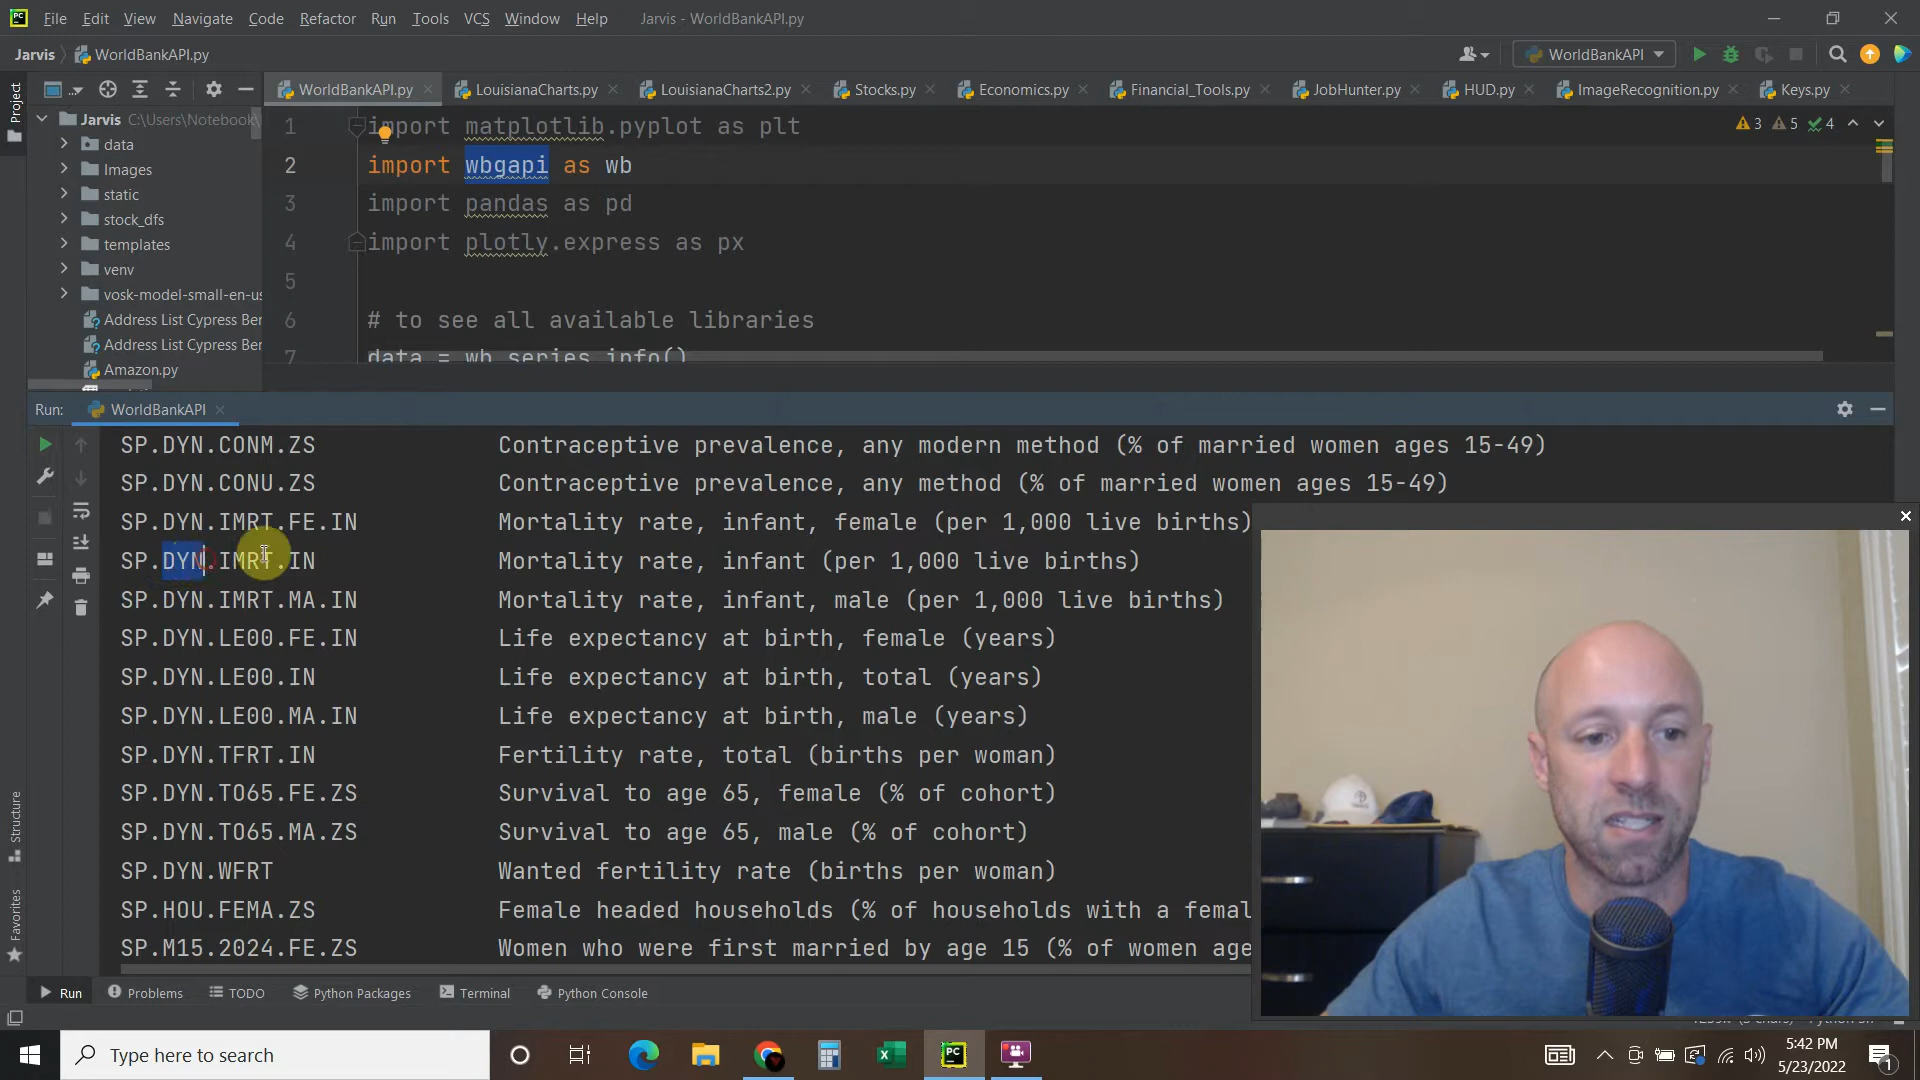 PC File Edit View Navigate Code Refactor Run Tools VCS Window Help Jarvis - WorldBankAPI.py
Jarvis WorldBankAPI.py WorldBankAPI
Project
WorldBankAPI.py LouisianaCharts.py LouisianaCharts2.py Stocks.py Economics.py Financial_Tools.py JobHunter.py HUD.py ImageRecognition.py Keys.py
Jarvis C:\Users\Notebook\
data
Images
static
stock_dfs
templates
venv
vosk-model-small-en-us
Address List Cypress Ber
Address List Cypress Ber
Amazon.py
3 5 4
1 import matplotlib.pyplot as plt
2 import wbgapi as wb
3 import pandas as pd
4 import plotly.express as px
5
6 # to see all available libraries
7 data = wb.series.info()
Run: WorldBankAPI
SP.DYN.CONM.ZS Contraceptive prevalence, any modern method (% of married women ages 15-49)
SP.DYN.CONU.ZS Contraceptive prevalence, any method (% of married women ages 15-49)
SP.DYN.IMRT.FE.IN Mortality rate, infant, female (per 1,000 live births)
SP.DYN.IMRT.IN Mortality rate, infant (per 1,000 live births)
SP.DYN.IMRT.MA.IN Mortality rate, infant, male (per 1,000 live births)
SP.DYN.LE00.FE.IN Life expectancy at birth, female (years)
SP.DYN.LE00.IN Life expectancy at birth, total (years)
SP.DYN.LE00.MA.IN Life expectancy at birth, male (years)
SP.DYN.TFRT.IN Fertility rate, total (births per woman)
SP.DYN.TO65.FE.ZS Survival to age 65, female (% of cohort)
SP.DYN.TO65.MA.ZS Survival to age 65, male (% of cohort)
SP.DYN.WFRT Wanted fertility rate (births per woman)
SP.HOU.FEMA.ZS Female headed households (% of households with a femal
SP.M15.2024.FE.ZS Women who were first married by age 15 (% of women age
Structure
Favorites
Run Problems TODO Python Packages Terminal Python Console
Type here to search
PC
5:42 PM
5/23/2022
1